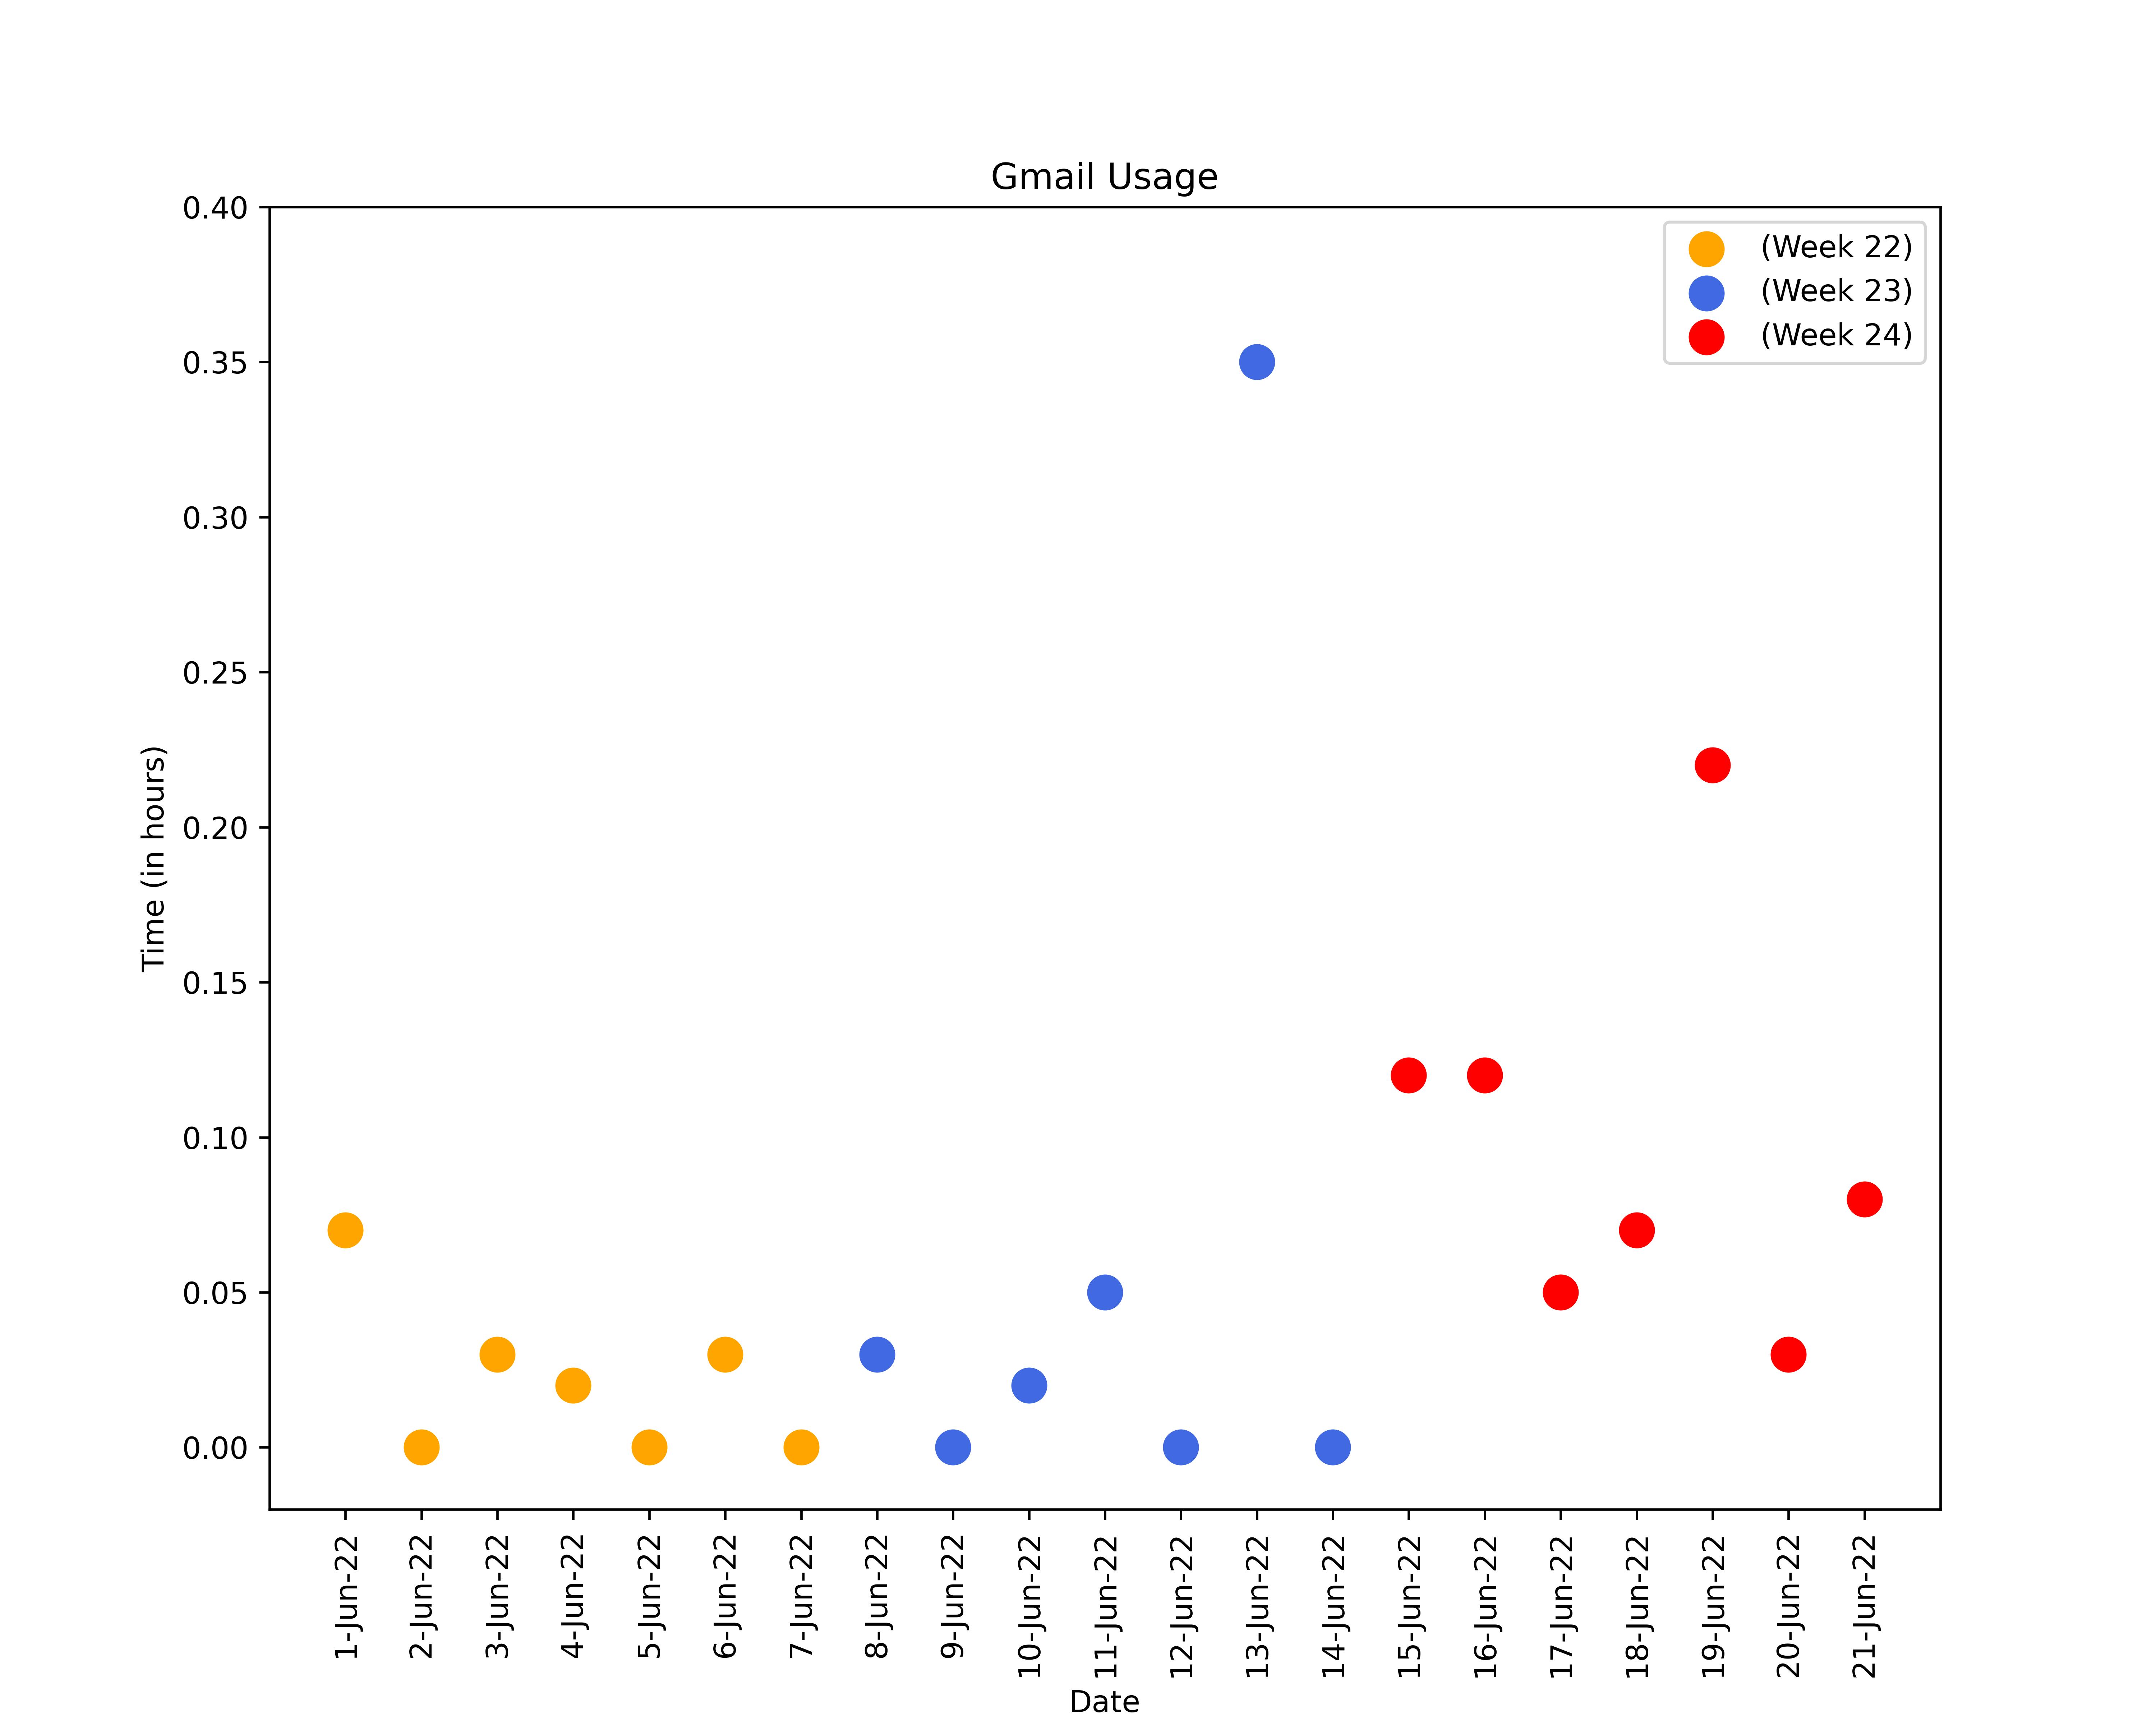 Gmail Usage
(Week 22)
(Week 23)
(Week 24)
Time (in hours)
0.40
0.35
0.30
0.25
0.20
0.15
0.10
0.05
0.00
1-Jun-22
2-Jun-22
3-Jun-22
4-Jun-22
5-Jun-22
6-Jun-22
7-Jun-22
8-Jun-22
9-Jun-22
10-Jun-22
11-Jun-22
12-Jun-22
13-Jun-22
14-Jun-22
15-Jun-22
16-Jun-22
17-Jun-22
18-Jun-22
19-Jun-22
20-Jun-22
21-Jun-22
Date